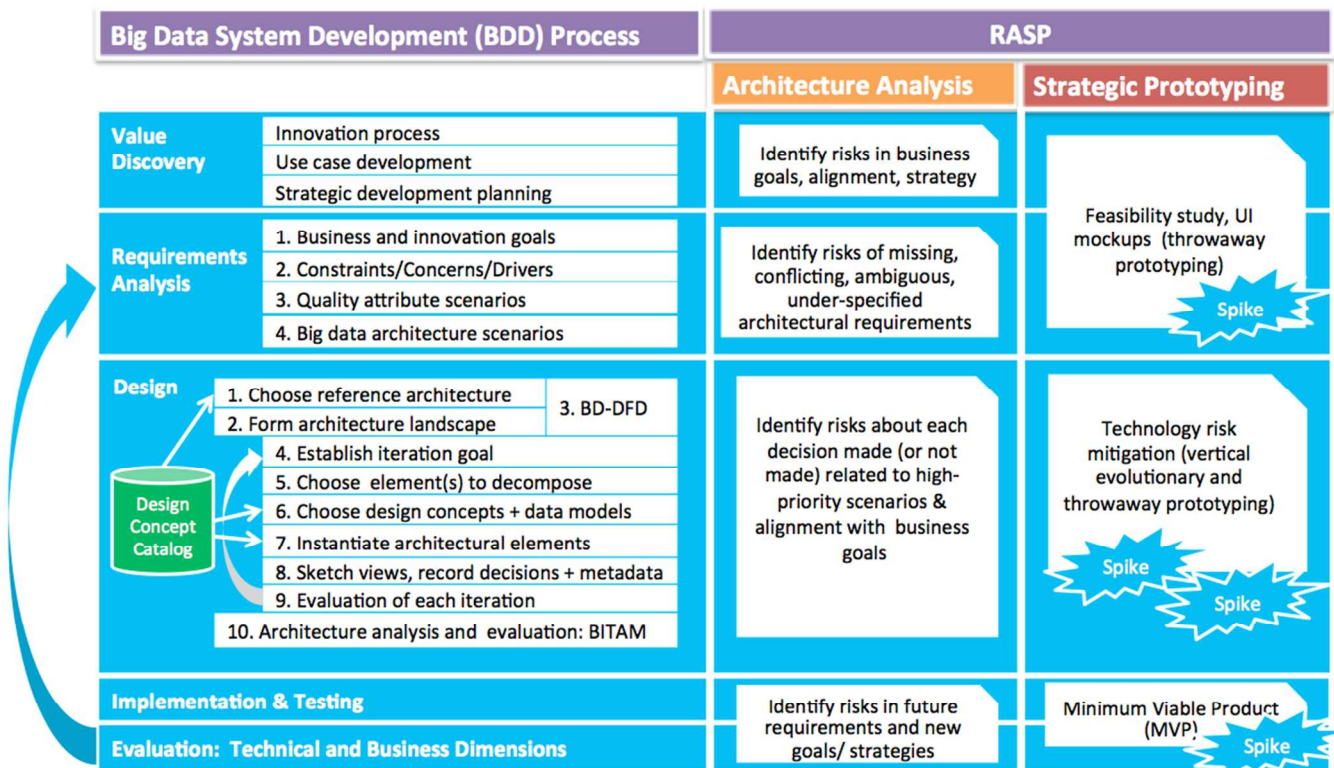 Big Data System Development (BDD) Process
RASP
Architecture Analysis
Strategic Prototyping
Value
Discovery
Innovation process
Use case development
Strategic development planning
Identify risks in business
goals, alignment, strategy
Feasibility study, UI
mockups (throwaway
prototyping)
Spike
Requirements
Analysis
1. Business and innovation goals
2. Constraints/Concerns/Drivers
3. Quality attribute scenarios
4. Big data architecture scenarios
Identify risks of missing,
conflicting, ambiguous,
under-specified
architectural requirements
Design
1. Choose reference architecture
2. Form architecture landscape
3. BD-DFD
4. Establish iteration goal
5. Choose element(s) to decompose
6. Choose design concepts + data models
7. Instantiate architectural elements
8. Sketch views, record decisions + metadata
9. Evaluation of each iteration
10. Architecture analysis and evaluation: BITAM
Design
Concept
Catalog
Identify risks about each
decision made (or not
made) related to high-
priority scenarios &
alignment with business
goals
Technology risk
mitigation (vertical
evolutionary and
throwaway prototyping)
Spike
Spike
Implementation & Testing
Evaluation: Technical and Business Dimensions
Identify risks in future
requirements and new
goals/ strategies
Minimum Viable Product
(MVP)
Spike